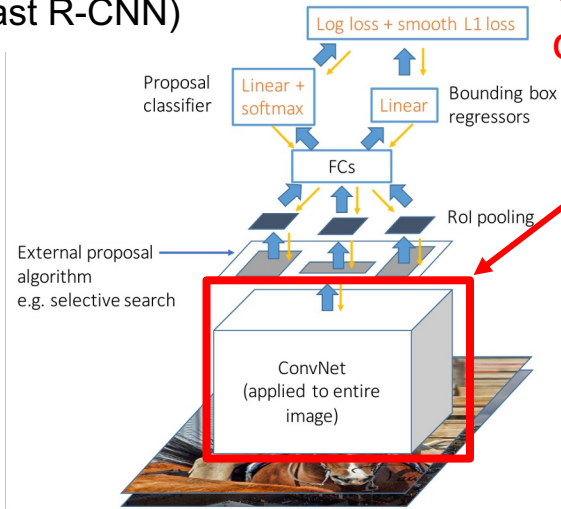 ast R-CNN)
Log loss + smooth L1 loss
Proposal
classifier
Linear +
softmax
Linear
Bounding box
regressors
FCs
RoI pooling
External proposal
algorithm
e.g. selective search
ConvNet
(applied to entire
image)